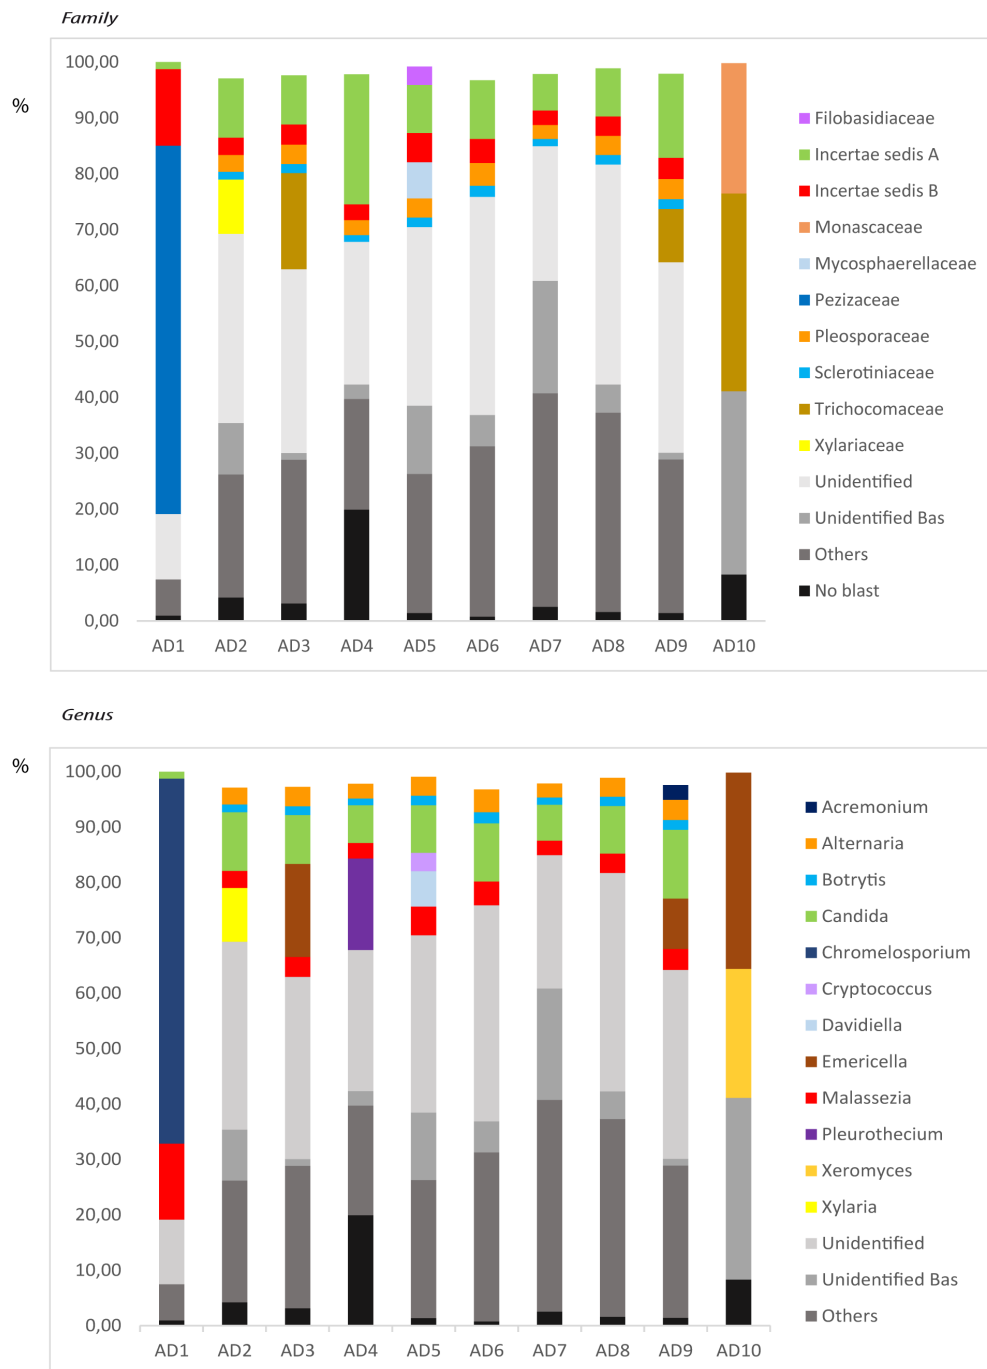 Family
%
100,00
90,00
80,00
70,00
60,00
50,00
40,00
30,00
20,00
10,00
0,00
AD1 AD2 AD3 AD4 AD5 AD6 AD7 AD8 AD9 AD10
Filobasidiaceae
Incertae sedis A
Incertae sedis B
Monascaceae
Mycosphaerellaceae
Pezizaceae
Pleosporaceae
Sclerotiniaceae
Trichocomaceae
Xylariaceae
Unidentified
Unidentified Bas
Others
No blast
Genus
%
100,00
90,00
80,00
70,00
60,00
50,00
40,00
30,00
20,00
10,00
0,00
AD1 AD2 AD3 AD4 AD5 AD6 AD7 AD8 AD9 AD10
Acremonium
Alternaria
Botrytis
Candida
Chromelosporium
Cryptococcus
Davidiella
Emericella
Malassezia
Pleurothecium
Xeromyces
Xylaria
Unidentified
Unidentified Bas
Others